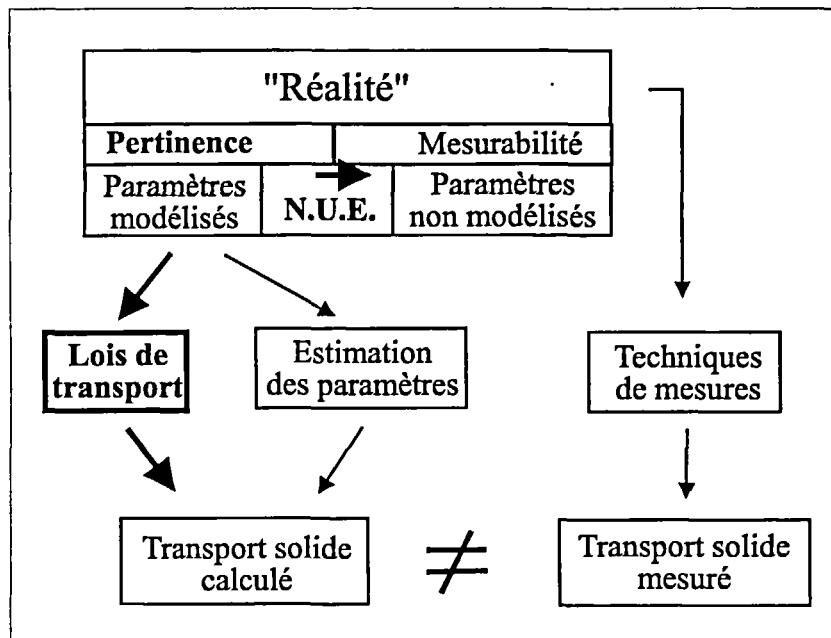 "Réalité"
Pertinence
Mesurabilité
Paramètres
modélisés
N.U.E.
Paramètres
non modélisés
Lois de
transport
Estimation
des paramètres
Techniques
de mesures
Transport solide
calculé
≠
Transport solide
mesuré